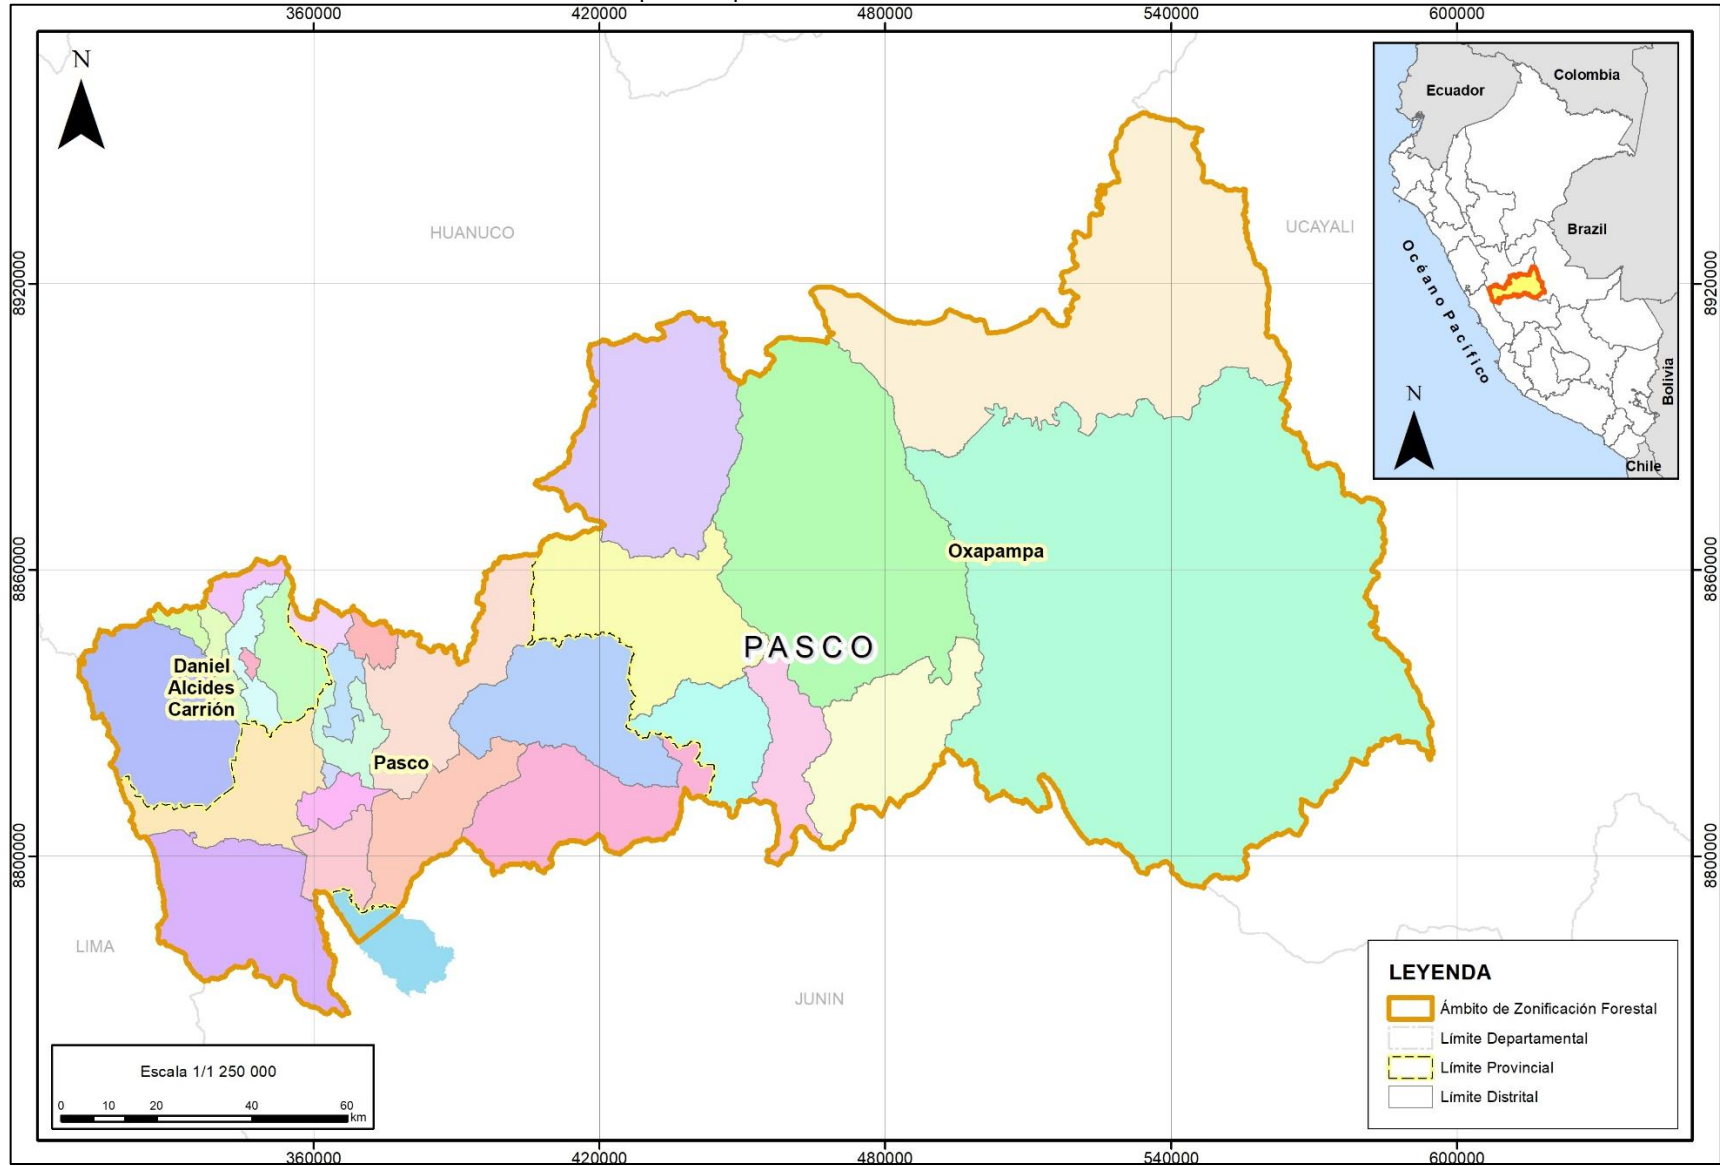 360000
420000
480000
540000
600000
N
HUANUCO
UCAYALI
Ecuador
Colombia
Brazil
Océano Pacífico
Bolivia
N
Chile
8920000
8920000
Oxapampa
8860000
8860000
PASCO
Daniel
Alcides
Carrión
Pasco
8800000
8800000
LIMA
JUNIN
LEYENDA
Ámbito de Zonificación Forestal
Límite Departamental
Límite Provincial
Límite Distrital
Escala 1/1 250 000
0 10 20 40 60
km
360000
420000
480000
540000
600000